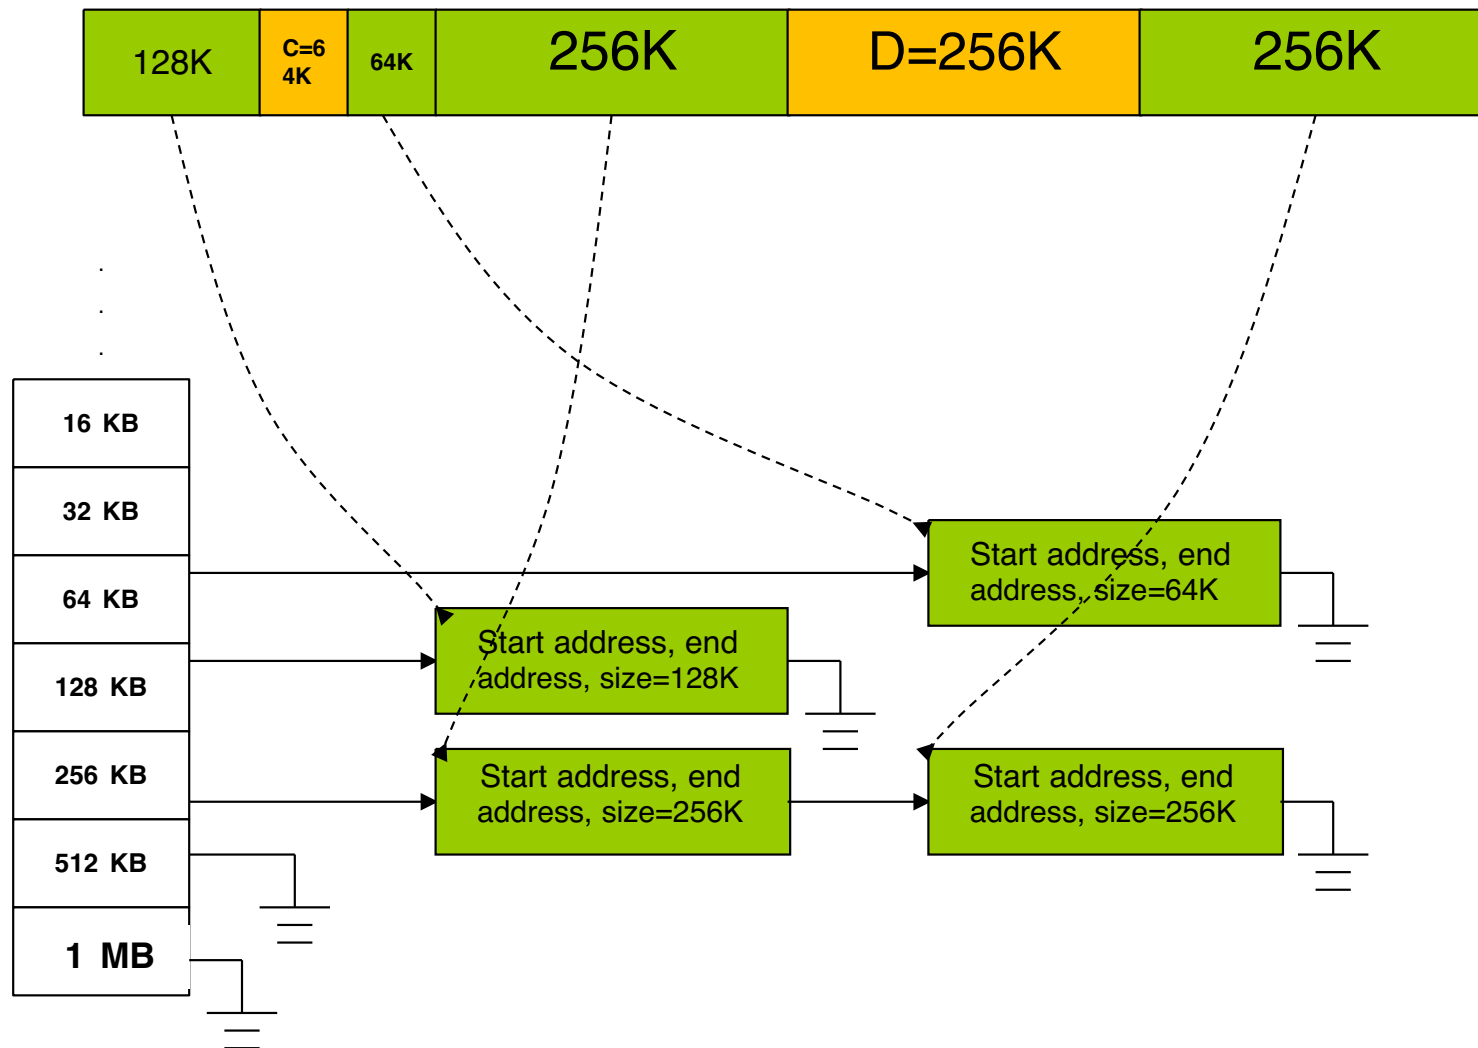 128K
C=6
4K
64K
256K
D=256K
256K
.
.
.
16 KB
32 KB
64 KB
128 KB
256 KB
512 KB
1 MB
Start address, end
address, size=64K
Start address, end
address, size=128K
Start address, end
address, size=256K
Start address, end
address, size=256K